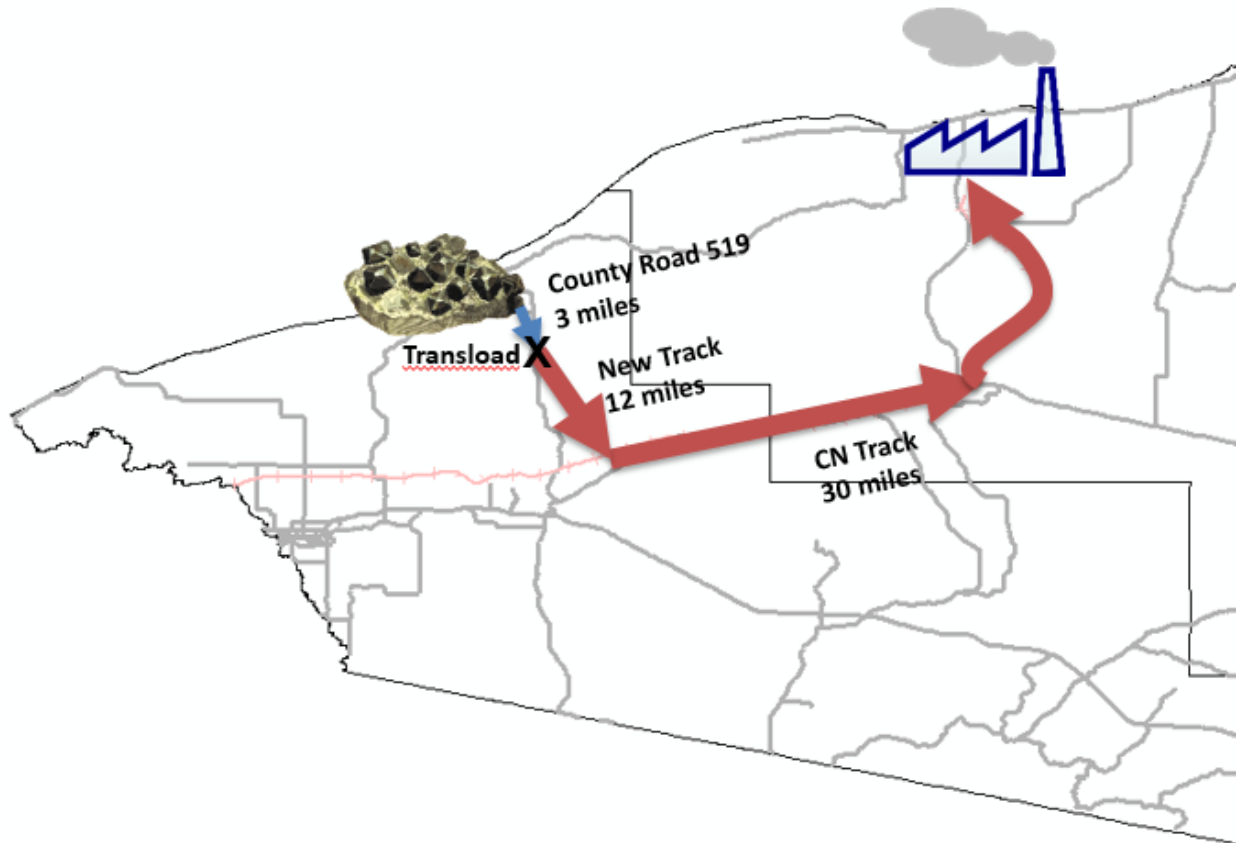 County Road 519
3 miles
Transload X
New Track
12 miles
CN Track
30 miles